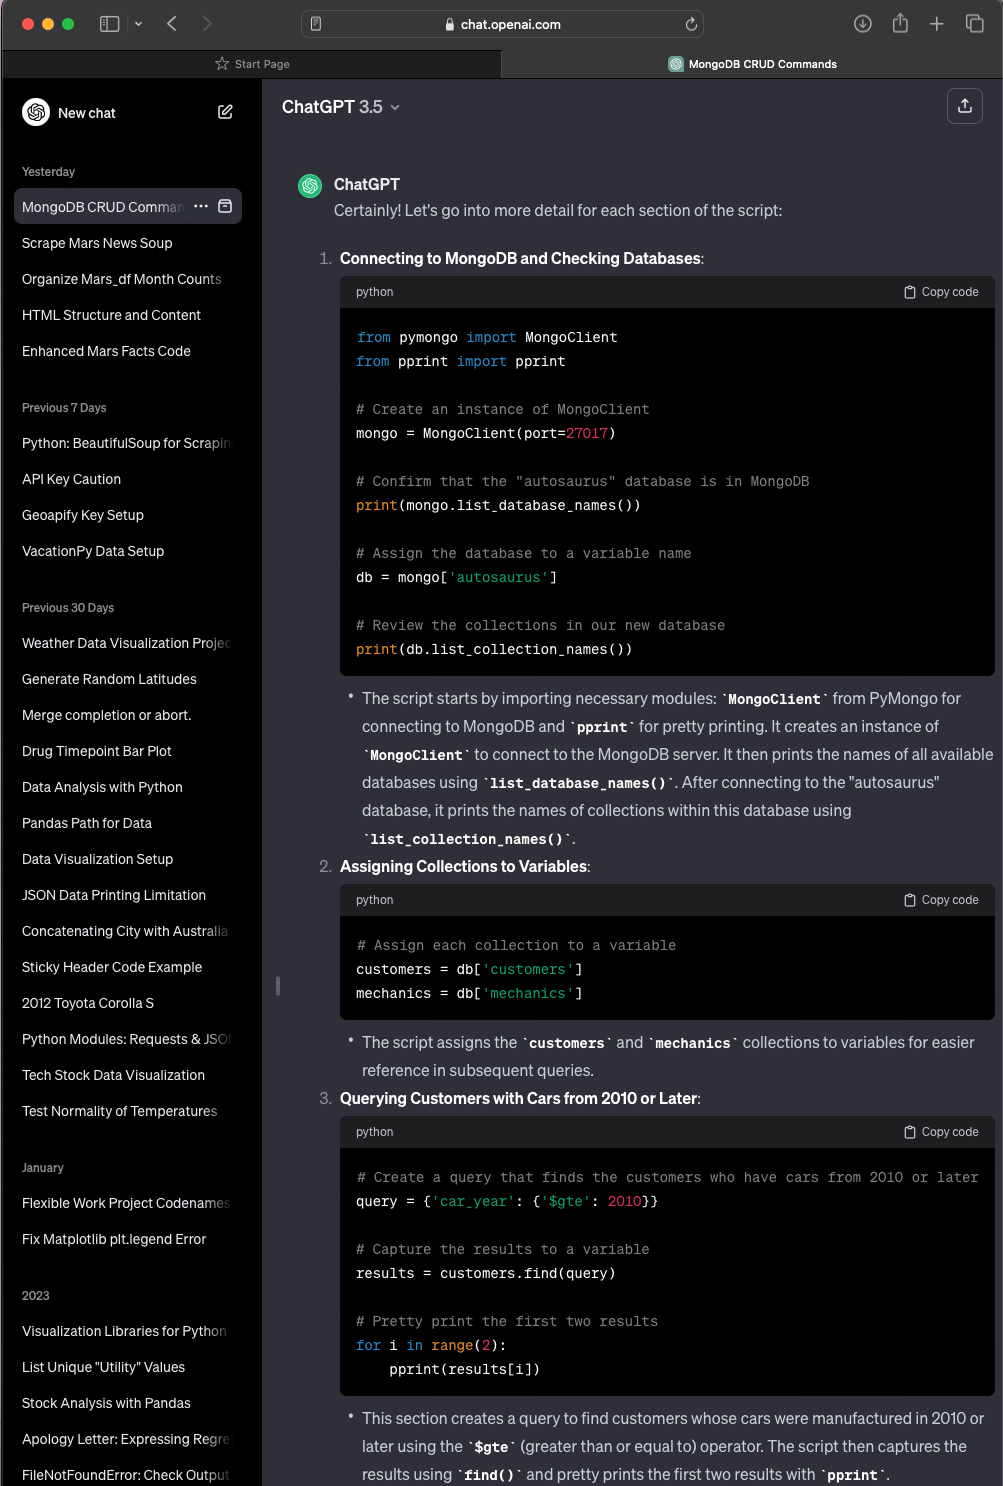 chat.openai.com
Start Page
MongoDB CRUD Commands
New chat
Yesterday
MongoDB CRUD Comman
Scrape Mars News Soup
Organize Mars_df Month Counts
HTML Structure and Content
Enhanced Mars Facts Code
Previous 7 Days
Python: BeautifulSoup for Scrapin
API Key Caution
Geoapify Key Setup
VacationPy Data Setup
Previous 30 Days
Weather Data Visualization Projec
Generate Random Latitudes
Merge completion or abort.
Drug Timepoint Bar Plot
Data Analysis with Python
Pandas Path for Data
Data Visualization Setup
JSON Data Printing Limitation
Concatenating City with Australia
Sticky Header Code Example
2012 Toyota Corolla S
Python Modules: Requests & JSON
Tech Stock Data Visualization
Test Normality of Temperatures
January
Flexible Work Project Codenames
Fix Matplotlib plt.legend Error
2023
Visualization Libraries for Python
List Unique "Utility" Values
Stock Analysis with Pandas
Apology Letter: Expressing Regre
FileNotFoundError: Check Output
ChatGPT 3.5
ChatGPT
Certainly! Let's go into more detail for each section of the script:
1. Connecting to MongoDB and Checking Databases:
python Copy code
from pymongo import MongoClient
from pprint import pprint
# Create an instance of MongoClient
mongo = MongoClient(port=27017)
# Confirm that the "autosaurus" database is in MongoDB
print(mongo.list_database_names())
# Assign the database to a variable name
db = mongo['autosaurus']
# Review the collections in our new database
print(db.list_collection_names())
• The script starts by importing necessary modules: `MongoClient` from PyMongo for
connecting to MongoDB and `pprint` for pretty printing. It creates an instance of
`MongoClient` to connect to the MongoDB server. It then prints the names of all available
databases using `list_database_names()`. After connecting to the "autosaurus"
database, it prints the names of collections within this database using
`list_collection_names()`.
2. Assigning Collections to Variables:
python Copy code
# Assign each collection to a variable
customers = db['customers']
mechanics = db['mechanics']
• The script assigns the `customers` and `mechanics` collections to variables for easier
reference in subsequent queries.
3. Querying Customers with Cars from 2010 or Later:
python Copy code
# Create a query that finds the customers who have cars from 2010 or later
query = {'car_year': {'$gte': 2010}}
# Capture the results to a variable
results = customers.find(query)
# Pretty print the first two results
for i in range(2):
    pprint(results[i])
• This section creates a query to find customers whose cars were manufactured in 2010 or
later using the `$gte` (greater than or equal to) operator. The script then captures the
results using `find()` and pretty prints the first two results with `pprint`.